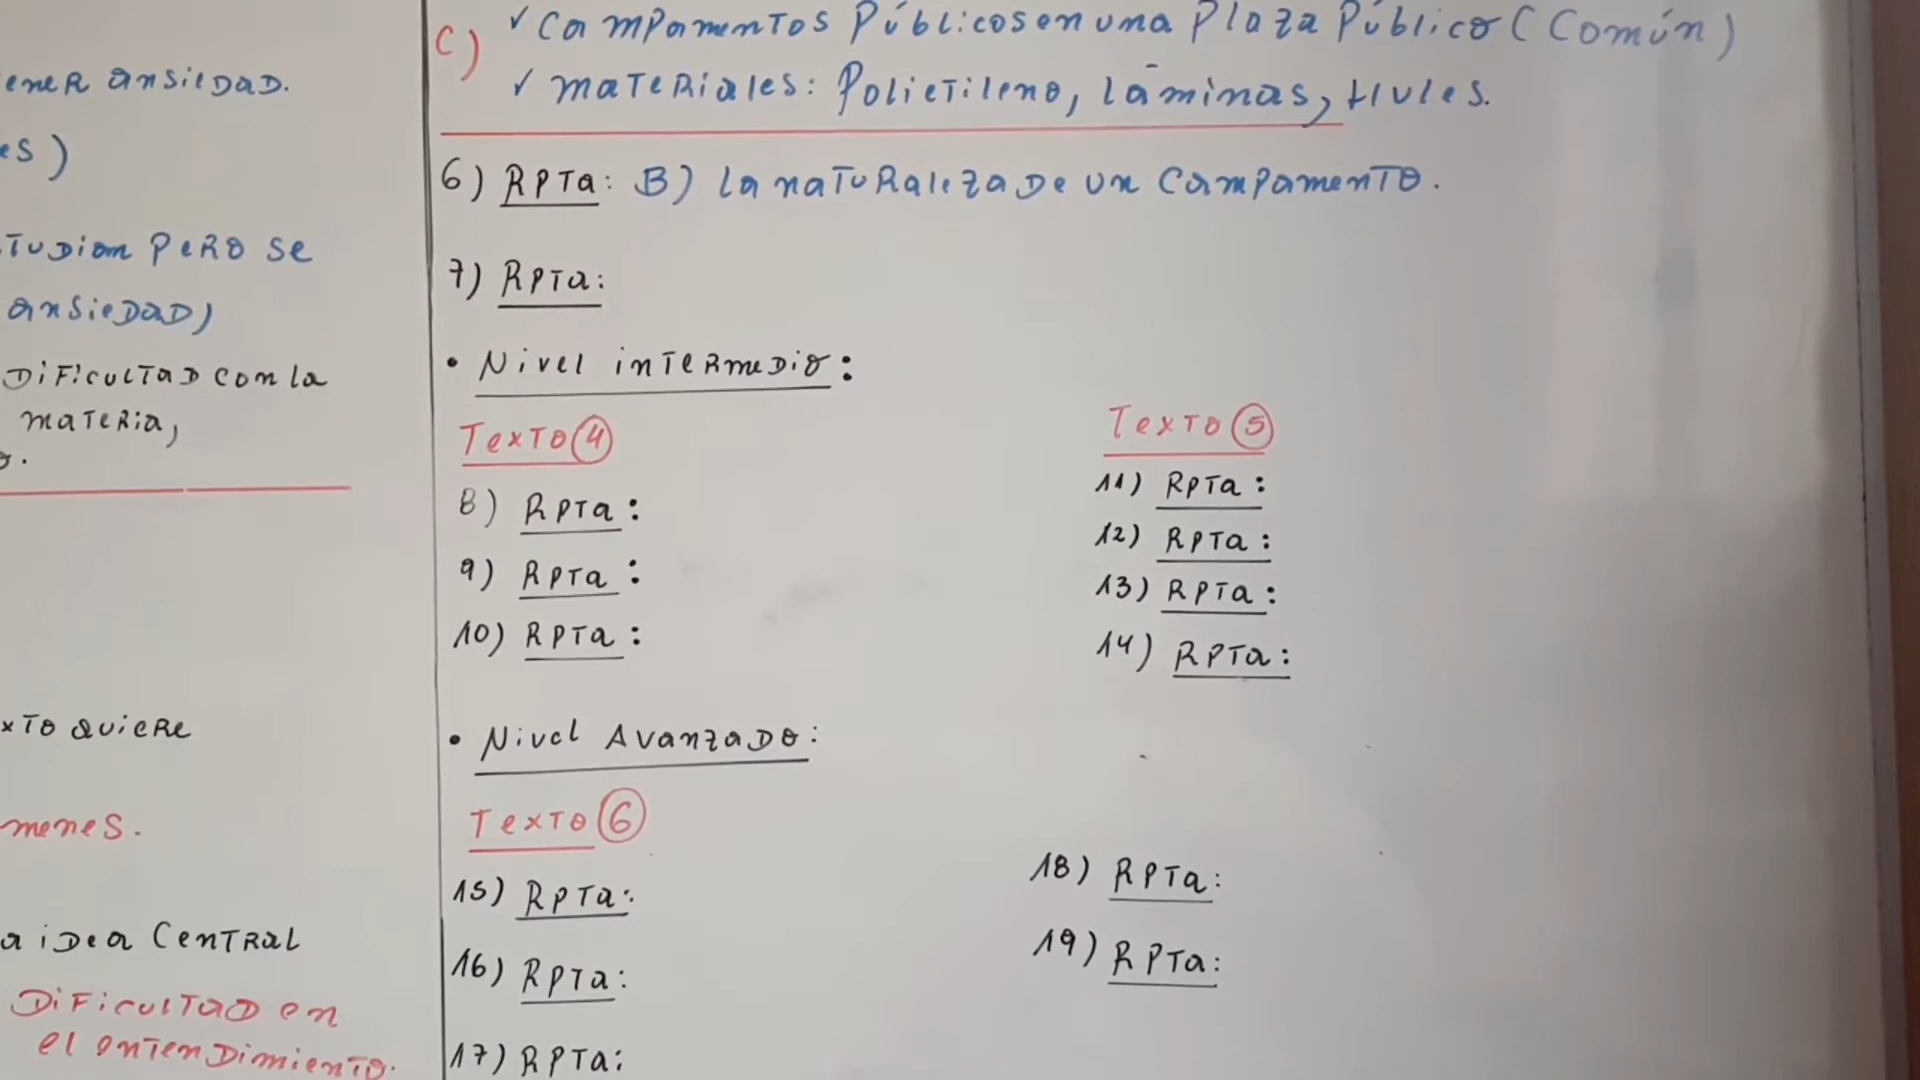 ener ansiedad.
es)
tudian pero se
ansiedad)
Dificultad con la
materia,
o.
xto quiere
menes.
a idea central
Dificultad en
el entendimiento.
C) ✓ Campamentos Públicos en una Plaza Público (Común)
✓ materiales: Polietileno, láminas, Hules.
6) RPTa: B) La naturaleza de un campamento.
7) RPTa:
• Nivel intermedio:
Texto 4
8) RPTa:
9) RPTa:
10) RPTa:
Texto 5
11) RPTa:
12) RPTa:
13) RPTa:
14) RPTa:
• Nivel Avanzado:
Texto 6
15) RPTa:
16) RPTa:
17) RPTa:
18) RPTa:
19) RPTa: